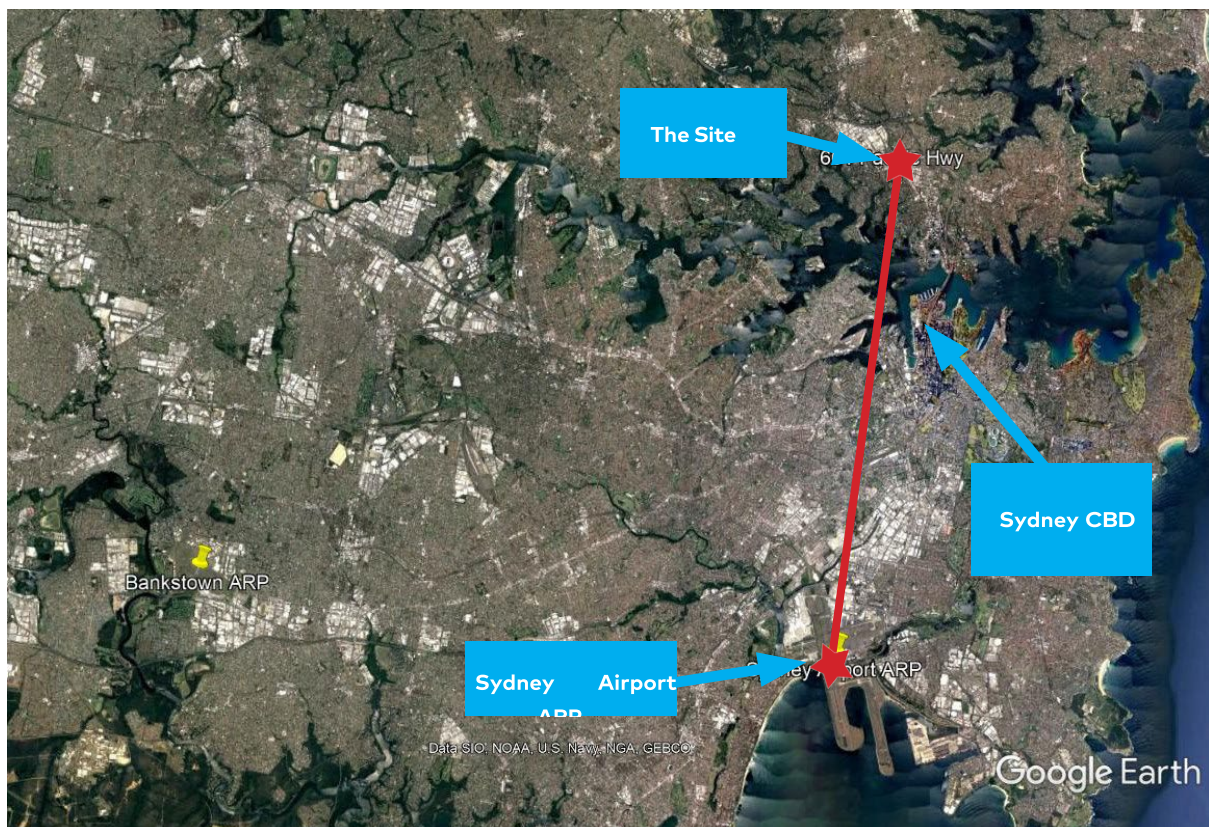 The Site
Hwy
Sydney CBD
Bankstown ARP
Sydney Airport
ARP
Airport ARP
Data SIO, NOAA, U.S. Navy, NGA, GEBCO
Google Earth